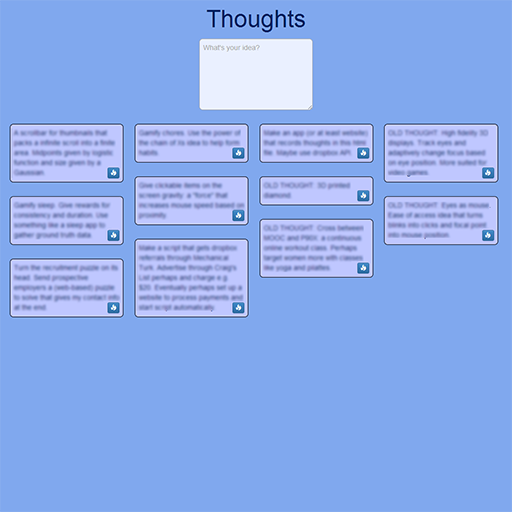 Thoughts
What's your idea?
A scrollbar for thumbnails that
packs a infinite scroll into a finite
area. Midpoints given by logistic
function and size given by a
Gaussian.
Gamify chores. Use the power of
the chain of rs idea to help form
habits.
Make an app (or at least website)
that records thoughts in this html
file. Maybe use dropbox API.
OLD THOUGHT: High fidelity 3D
displays. Track eyes and
adaptively change focus based
on eye position. More suited for
video games.
Gamify sleep. Give rewards for
consistency and duration. Use
something like a sleep app to
gather ground truth data.
Give clickable items on the
screen gravity: a "force" that
increases mouse speed based on
proximity.
OLD THOUGHT: 3D printed
diamond.
OLD THOUGHT: Eyes as mouse.
Ease of access idea that turns
blinks into clicks and focal point
into mouse position.
Turn the recruitment puzzle on its
head. Send prospective
employers a (web-based) puzzle
to solve that gives my contact info
at the end.
Make a script that gets dropbox
referrals through Mechanical
Turk. Advertise through Craig's
List perhaps and charge e.g.
$20. Eventually perhaps set up a
website to process payments and
start script automatically.
OLD THOUGHT: Cross between
MOOC and P90X: a continuous
online workout class. Perhaps
target women more with classes
like yoga and pilates.